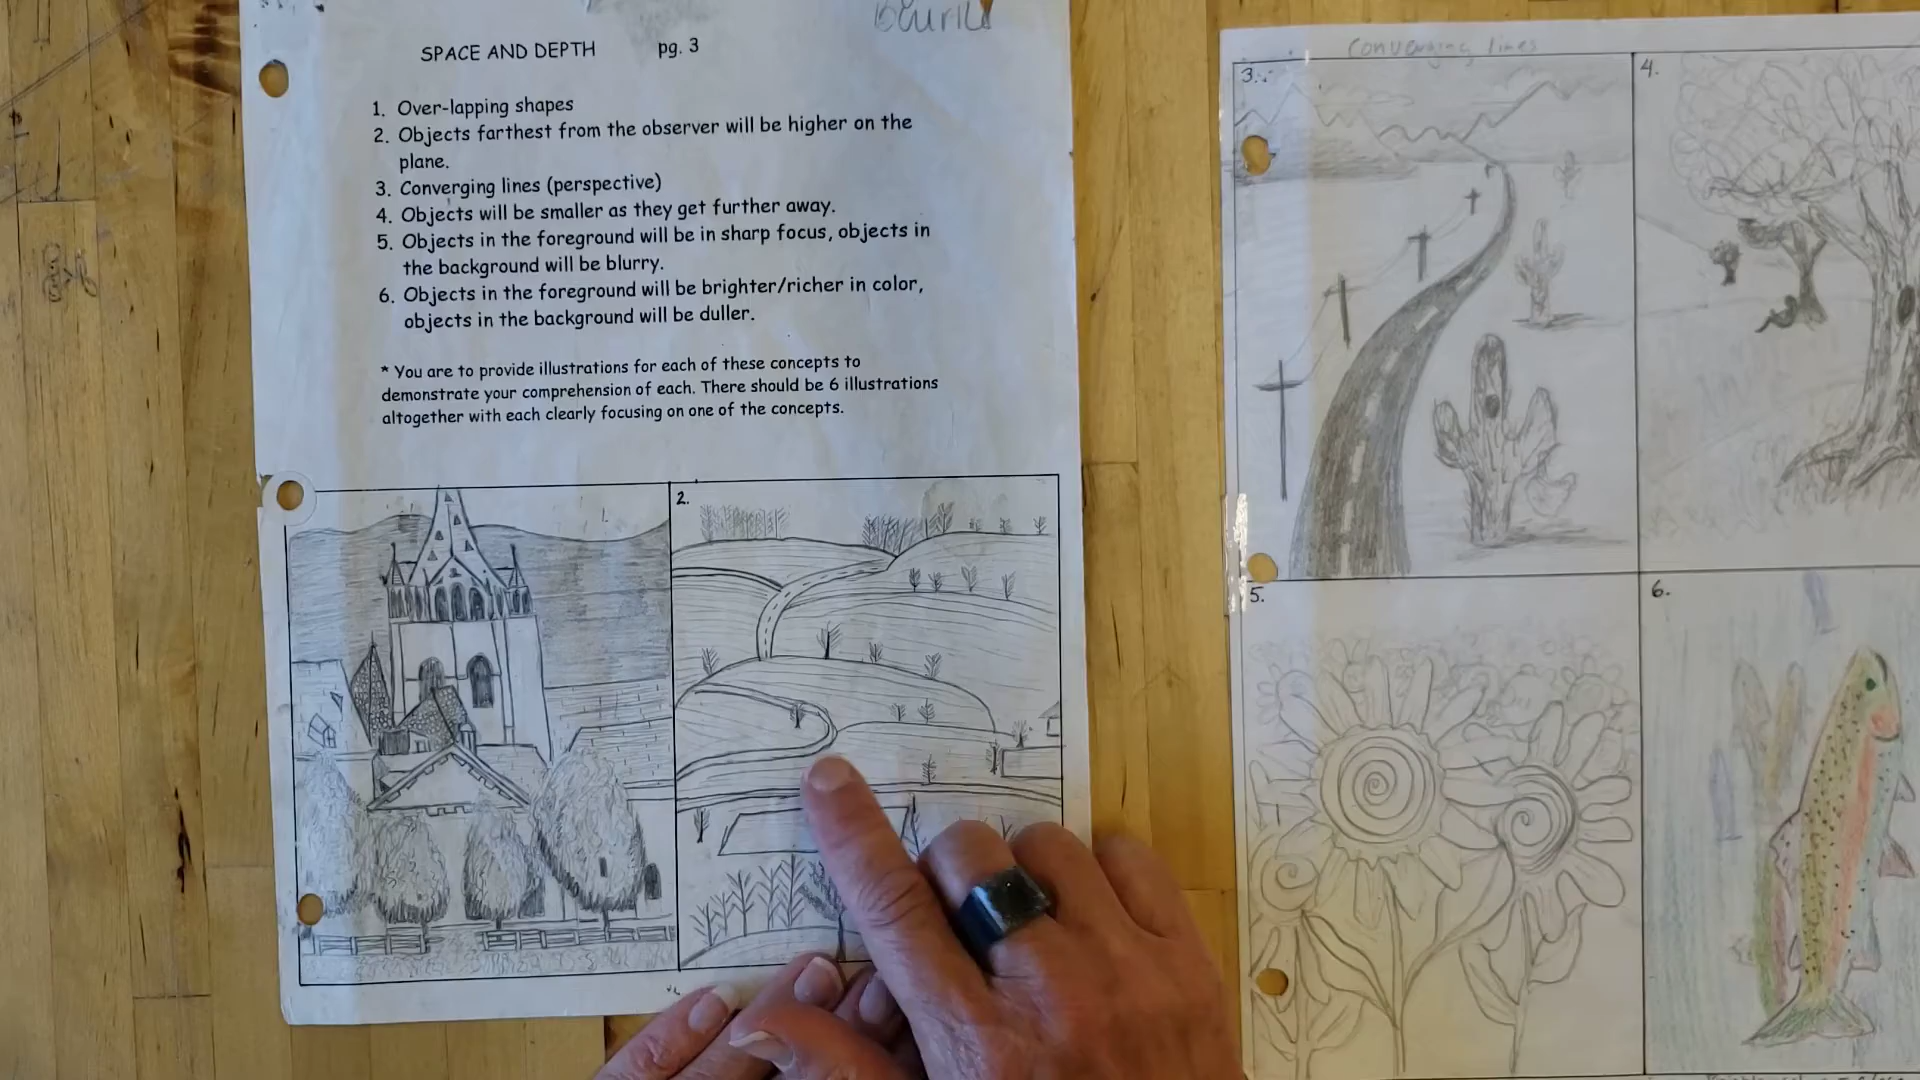 SPACE AND DEPTH pg. 3
1. Over-lapping shapes
2. Objects farthest from the observer will be higher on the
plane.
3. Converging lines (perspective)
4. Objects will be smaller as they get further away.
5. Objects in the foreground will be in sharp focus, objects in
the background will be blurry.
6. Objects in the foreground will be brighter/richer in color,
objects in the background will be duller.
* You are to provide illustrations for each of these concepts to
demonstrate your comprehension of each. There should be 6 illustrations
altogether with each clearly focusing on one of the concepts.
1.
2.
Converging lines
3.
4.
5.
6.